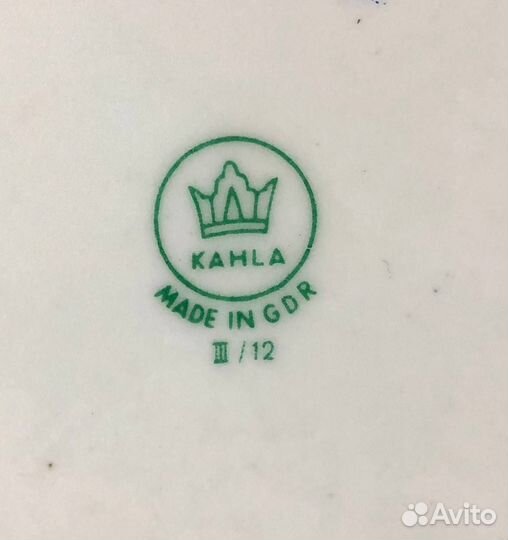 KAHLA
MADE IN GDR
III / 12
Avito